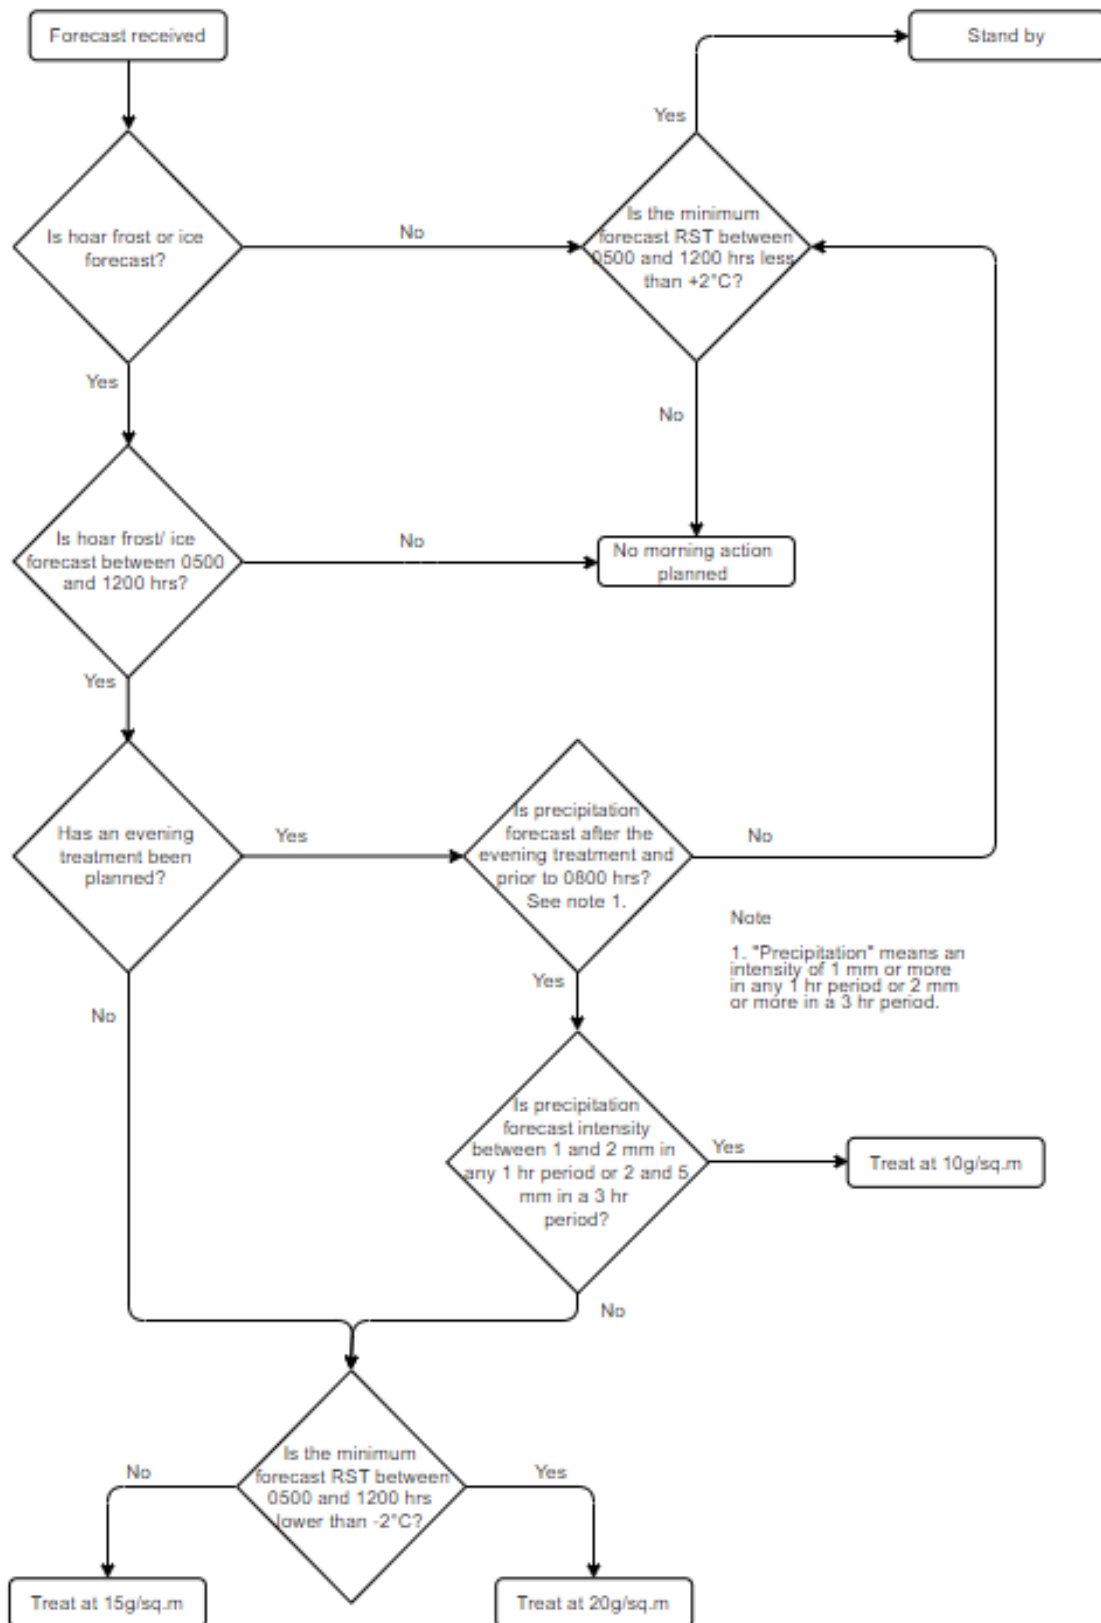 Forecast received
Stand by
Yes
Is hoar frost or ice
forecast?
No
Is the minimum
forecast RST between
0500 and 1200 hrs less
than +2°C?
Yes
No
Is hoar frost/ ice
forecast between 0500
and 1200 hrs?
No
No morning action
planned
Yes
Has an evening
treatment been
planned?
Yes
Is precipitation
forecast after the
evening treatment and
prior to 0800 hrs?
See note 1.
No
Note
1. "Precipitation" means an
intensity of 1 mm or more
in any 1 hr period or 2 mm
or more in a 3 hr period.
Yes
No
Is precipitation
forecast intensity
between 1 and 2 mm in
any 1 hr period or 2 and 5
mm in a 3 hr
period?
Yes
Treat at 10g/sq.m
No
Is the minimum
forecast RST between
0500 and 1200 hrs
lower than -2°C?
No
Yes
Treat at 15g/sq.m
Treat at 20g/sq.m